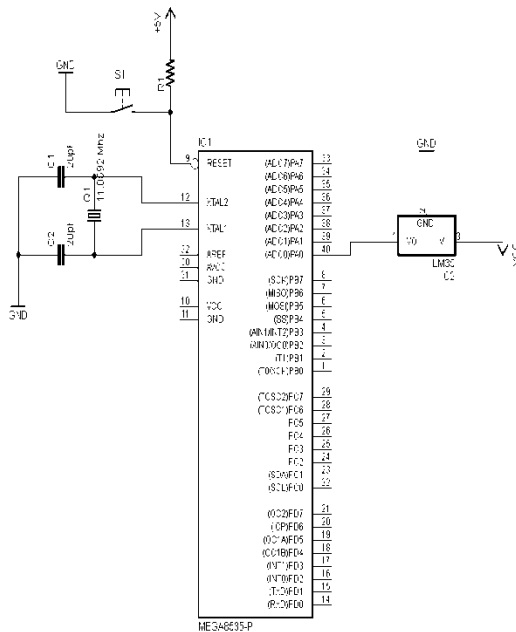 +5V
R1
GND
S1
IC1
9 RESET
(ADC7)PA7 33
(ADC6)PA6 34
(ADC5)PA5 35
(ADC4)PA4 36
(ADC3)PA3 37
(ADC2)PA2 38
(ADC1)PA1 39
(ADC0)PA0 40
GND
C1
20pf
Q1
11.0592 Mhz
12 XTAL2
13 XTAL1
C2
20pf
32 AREF
30 AVCC
31 GND
10 VCC
11 GND
GND
GND
VO
1
3
(SCK)PB7 8
(MISO)PB6 7
(MOSI)PB5 6
(SS)PB4 5
(AIN1)PB3 4
(AIN0)PB2 3
(T1)PB1 2
(T0)PB0 1
(TOSC2)PC7 29
(TOSC1)PC6 28
PC5 27
PC4 26
PC3 25
PC2 24
(SDA)PC1 23
(SCL)PC0 22
(OC2)PD7 21
(ICP)PD6 20
(OC1A)PD5 19
(OC1B)PD4 18
(INT1)PD3 17
(INT0)PD2 16
(TXD)PD1 15
(RXD)PD0 14
MEGA8535-P